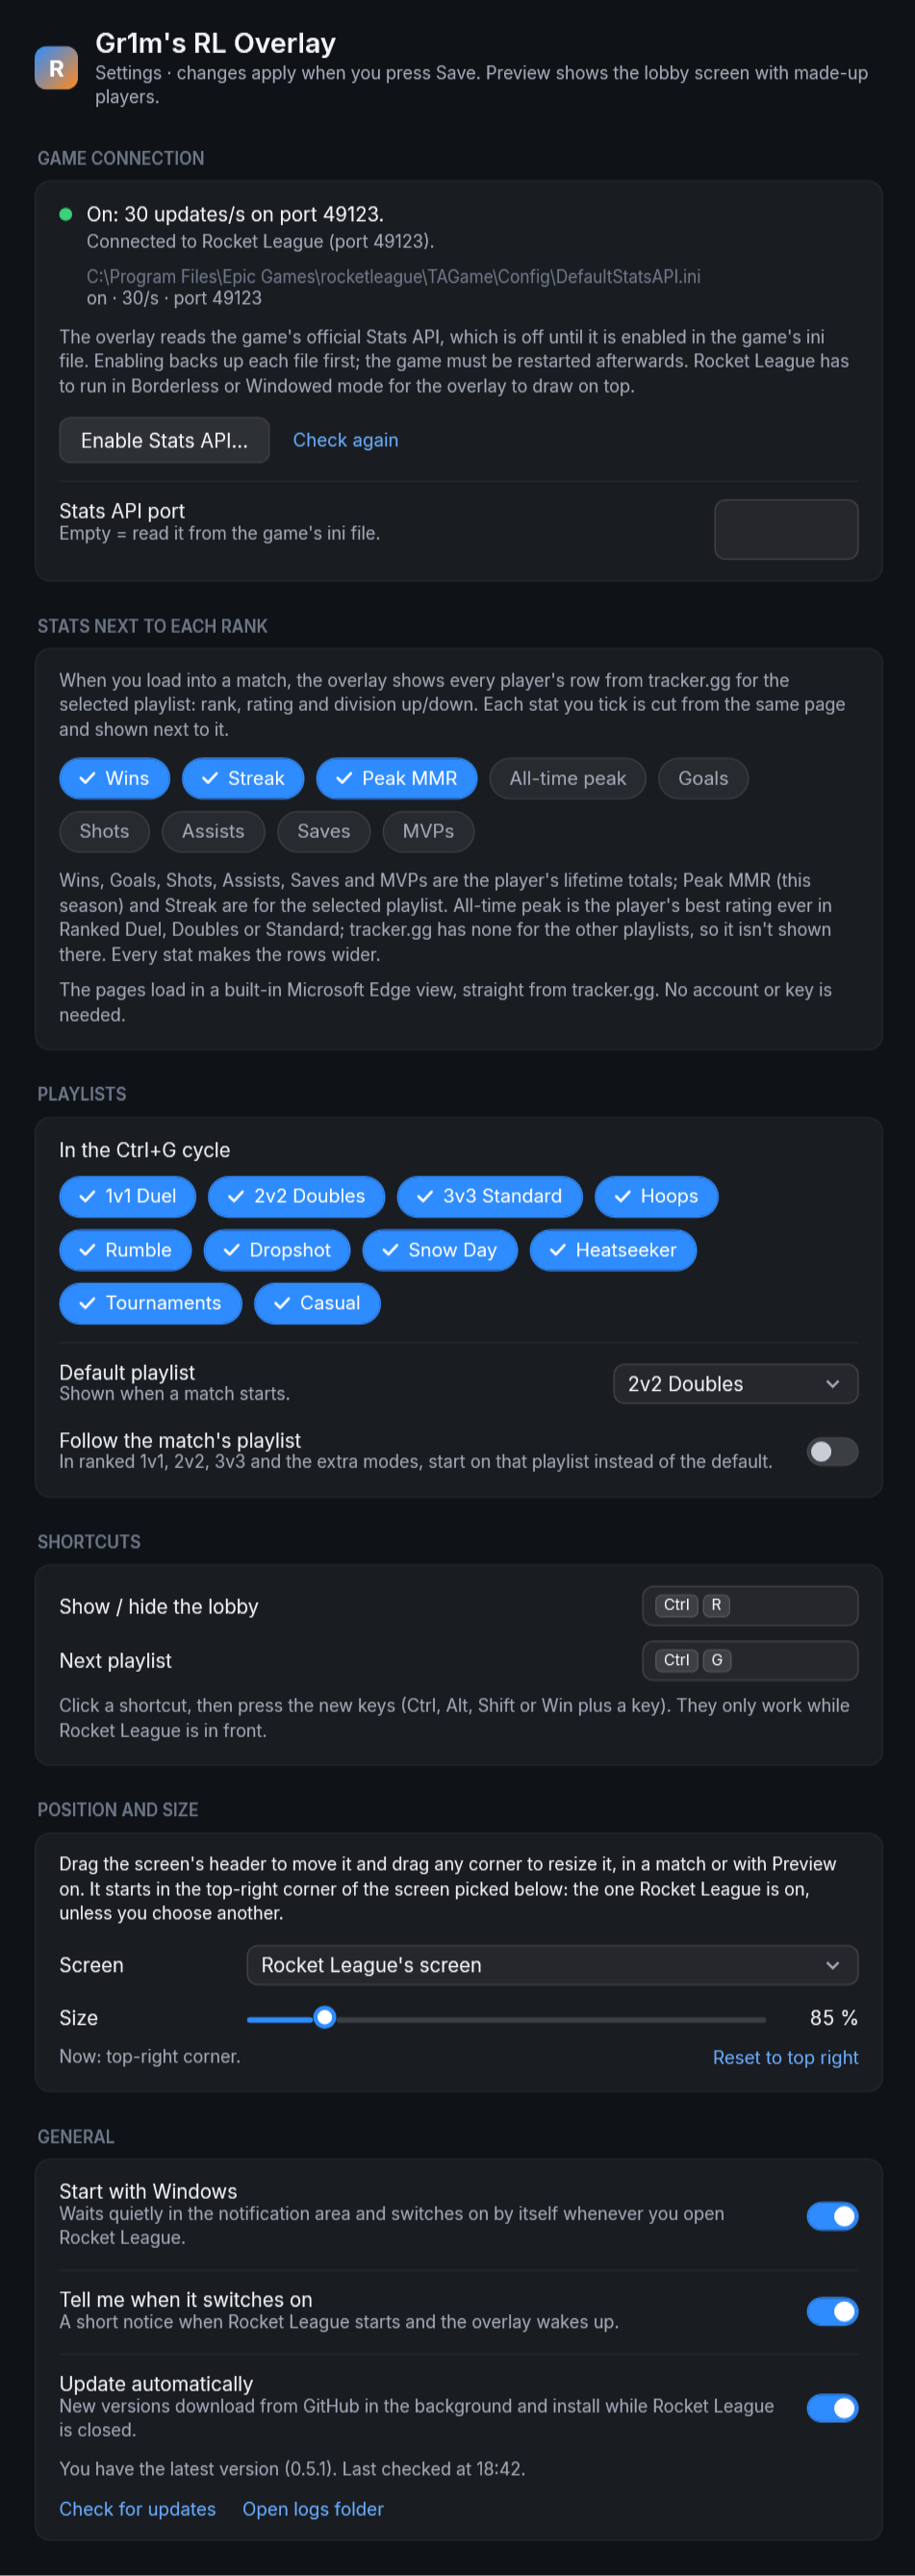 R
Gr1m's RL Overlay
Settings · changes apply when you press Save. Preview shows the lobby screen with made-up
players.
GAME CONNECTION
On: 30 updates/s on port 49123.
Connected to Rocket League (port 49123).
C:\Program Files\Epic Games\rocketleague\TAGame\Config\DefaultStatsAPI.ini
on · 30/s · port 49123
The overlay reads the game's official Stats API, which is off until it is enabled in the game's ini
file. Enabling backs up each file first; the game must be restarted afterwards. Rocket League has
to run in Borderless or Windowed mode for the overlay to draw on top.
Enable Stats API... Check again
Stats API port
Empty = read it from the game's ini file.
STATS NEXT TO EACH RANK
When you load into a match, the overlay shows every player's row from tracker.gg for the
selected playlist: rank, rating and division up/down. Each stat you tick is cut from the same page
and shown next to it.
Wins Streak Peak MMR All-time peak Goals
Shots Assists Saves MVPs
Wins, Goals, Shots, Assists, Saves and MVPs are the player's lifetime totals; Peak MMR (this
season) and Streak are for the selected playlist. All-time peak is the player's best rating ever in
Ranked Duel, Doubles or Standard; tracker.gg has none for the other playlists, so it isn't shown
there. Every stat makes the rows wider.
The pages load in a built-in Microsoft Edge view, straight from tracker.gg. No account or key is
needed.
PLAYLISTS
In the Ctrl+G cycle
1v1 Duel 2v2 Doubles 3v3 Standard Hoops
Rumble Dropshot Snow Day Heatseeker
Tournaments Casual
Default playlist
Shown when a match starts.
2v2 Doubles
Follow the match's playlist
In ranked 1v1, 2v2, 3v3 and the extra modes, start on that playlist instead of the default.
SHORTCUTS
Show / hide the lobby Ctrl R
Next playlist Ctrl G
Click a shortcut, then press the new keys (Ctrl, Alt, Shift or Win plus a key). They only work while
Rocket League is in front.
POSITION AND SIZE
Drag the screen's header to move it and drag any corner to resize it, in a match or with Preview
on. It starts in the top-right corner of the screen picked below: the one Rocket League is on,
unless you choose another.
Screen Rocket League's screen
Size 85 %
Now: top-right corner. Reset to top right
GENERAL
Start with Windows
Waits quietly in the notification area and switches on by itself whenever you open
Rocket League.
Tell me when it switches on
A short notice when Rocket League starts and the overlay wakes up.
Update automatically
New versions download from GitHub in the background and install while Rocket League
is closed.
You have the latest version (0.5.1). Last checked at 18:42.
Check for updates Open logs folder